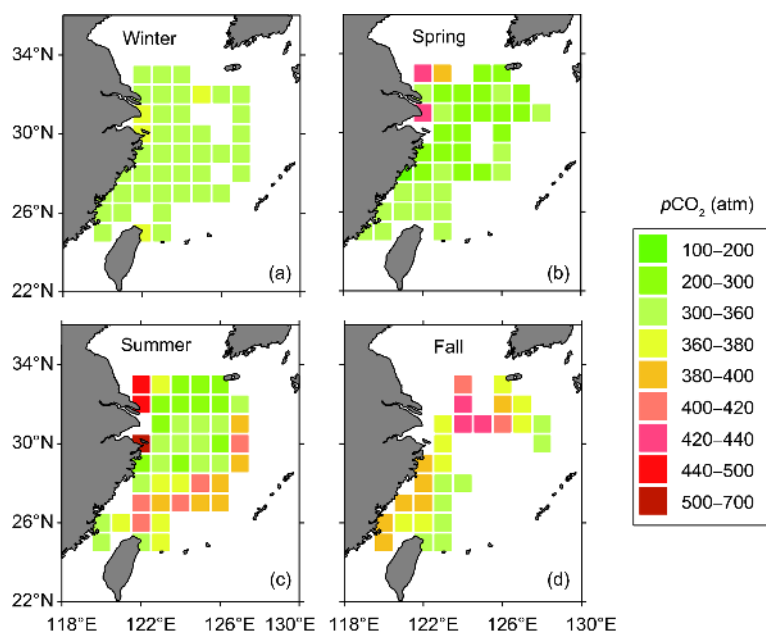 Winter
Spring
34°N
30°N
26°N
22°N
(a)
(b)
pCO₂ (atm)
100–200
200–300
300–360
360–380
380–400
400–420
420–440
440–500
500–700
Summer
Fall
34°N
30°N
26°N
22°N
(c)
(d)
118°E 122°E 126°E 130°E
118°E 122°E 126°E 130°E